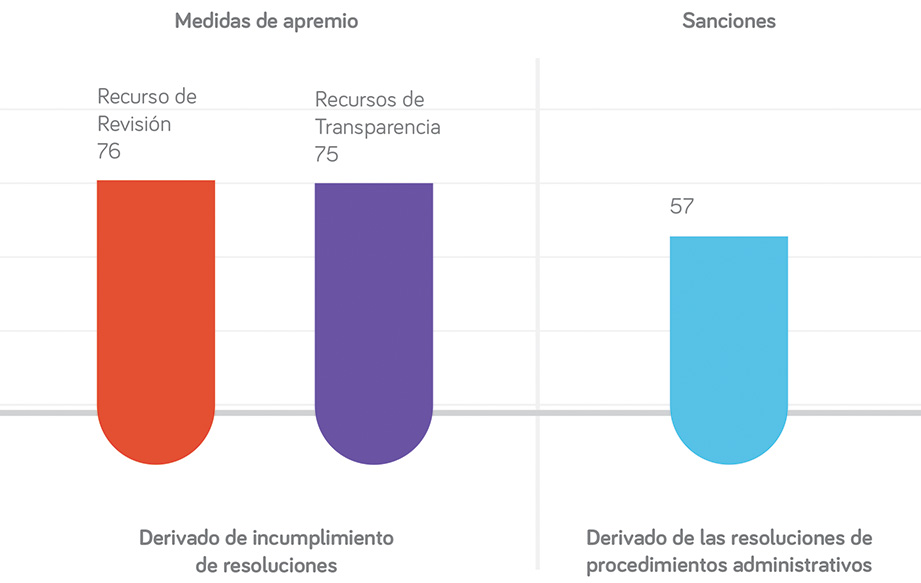 Medidas de apremio
Recurso de
Revisión
76
Recursos de
Transparencia
75
Derivado de incumplimiento
de resoluciones
Sanciones
57
Derivado de las resoluciones de
procedimientos administrativos